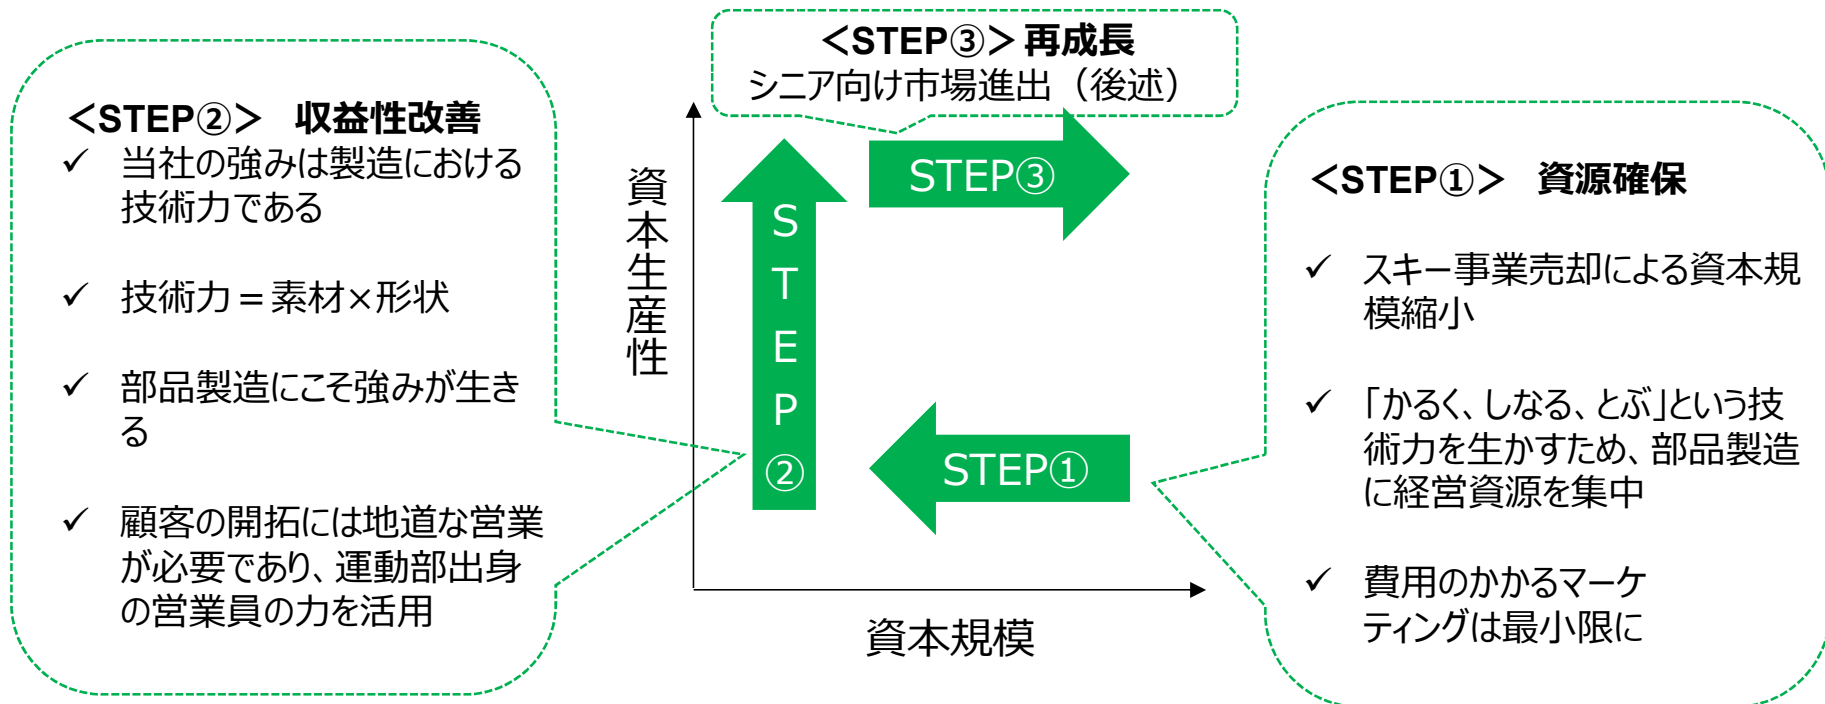 <STEP③> 再成長
シニア向け市場進出（後述）
<STEP②> 収益性改善
✓ 当社の強みは製造における
技術力である
✓ 技術力＝素材×形状
✓ 部品製造にこそ強みが生き
る
✓ 顧客の開拓には地道な営業
が必要であり、運動部出身
の営業員の力を活用
資本生産性
STEP②
STEP③
STEP①
資本規模
<STEP①> 資源確保
✓ スキー事業売却による資本規
模縮小
✓ 「かるく、しなる、とぶ」という技
術力を生かすため、部品製造
に経営資源を集中
✓ 費用のかかるマーケ
ティングは最小限に